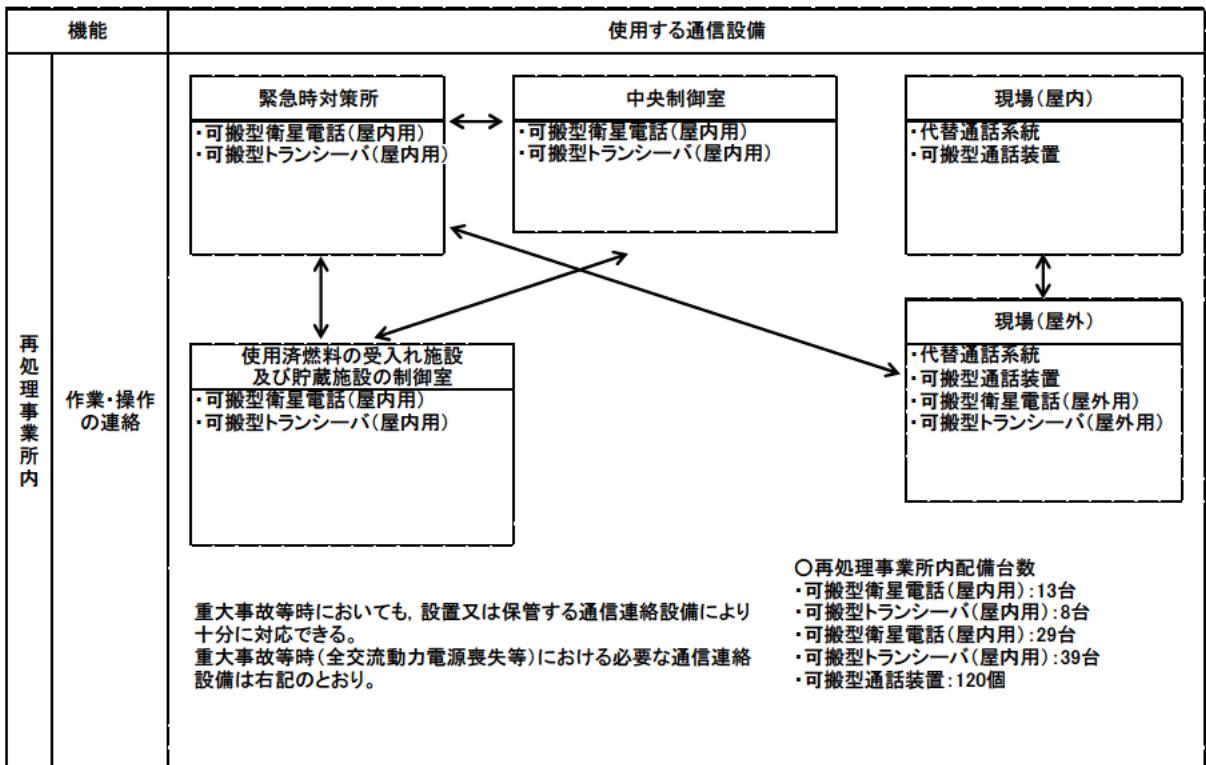 機能
使用する通信設備
再処理事業所内
作業・操作
の連絡
緊急時対策所
・可搬型衛星電話(屋内用)
・可搬型トランシーバ(屋内用)
中央制御室
・可搬型衛星電話(屋内用)
・可搬型トランシーバ(屋内用)
現場(屋内)
・代替通話系統
・可搬型通話装置
使用済燃料の受入れ施設
及び貯蔵施設の制御室
・可搬型衛星電話(屋内用)
・可搬型トランシーバ(屋内用)
現場(屋外)
・代替通話系統
・可搬型通話装置
・可搬型衛星電話(屋外用)
・可搬型トランシーバ(屋外用)
重大事故等時においても, 設置又は保管する通信連絡設備により
十分に対応できる。
重大事故等時(全交流動力電源喪失等)における必要な通信連絡
設備は右記のとおり。
〇再処理事業所内配備台数
・可搬型衛星電話(屋内用):13台
・可搬型トランシーバ(屋内用):8台
・可搬型衛星電話(屋内用):29台
・可搬型トランシーバ(屋内用):39台
・可搬型通話装置:120個